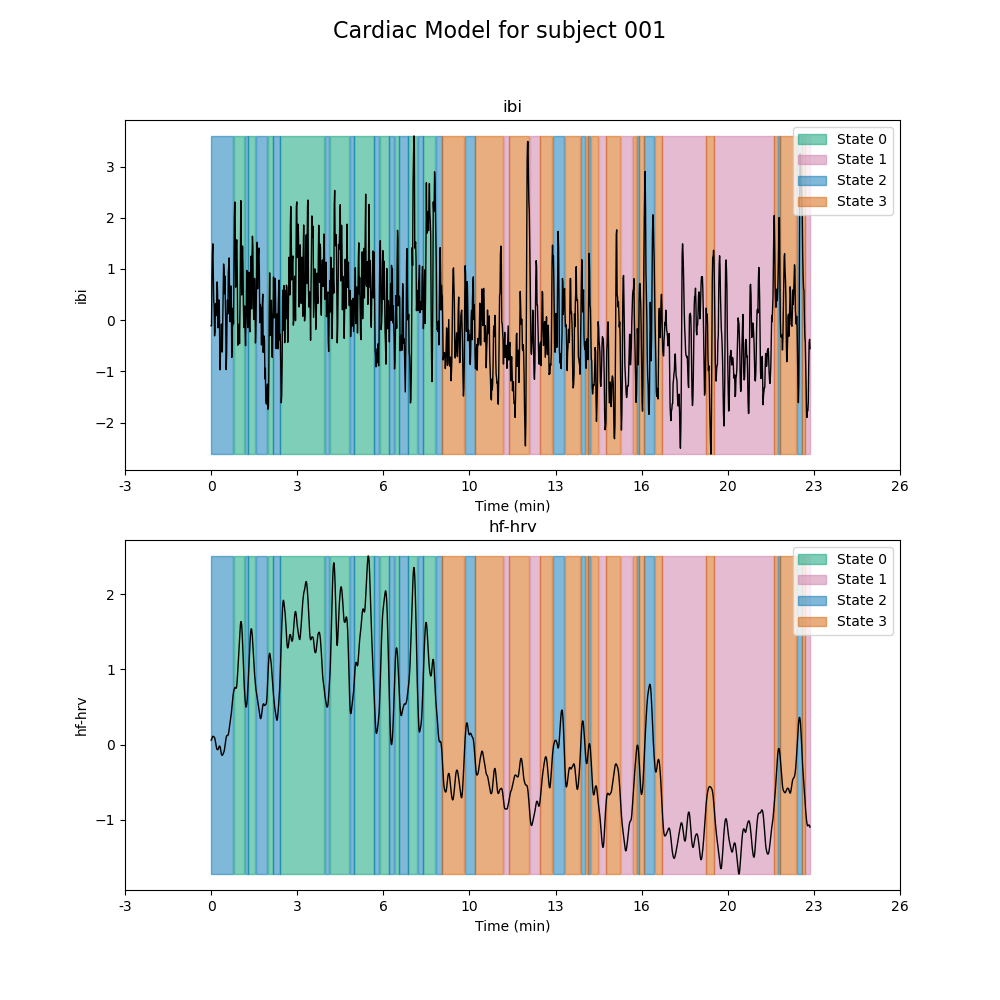 Cardiac Model for subject 001
ibi
State 0
State 1
State 2
State 3
3
2
1
0
−1
−2
ibi
-3 0 3 6 10 13 16 20 23 26
Time (min)
hf-hrv
State 0
State 1
State 2
State 3
2
1
0
−1
hf-hrv
-3 0 3 6 10 13 16 20 23 26
Time (min)